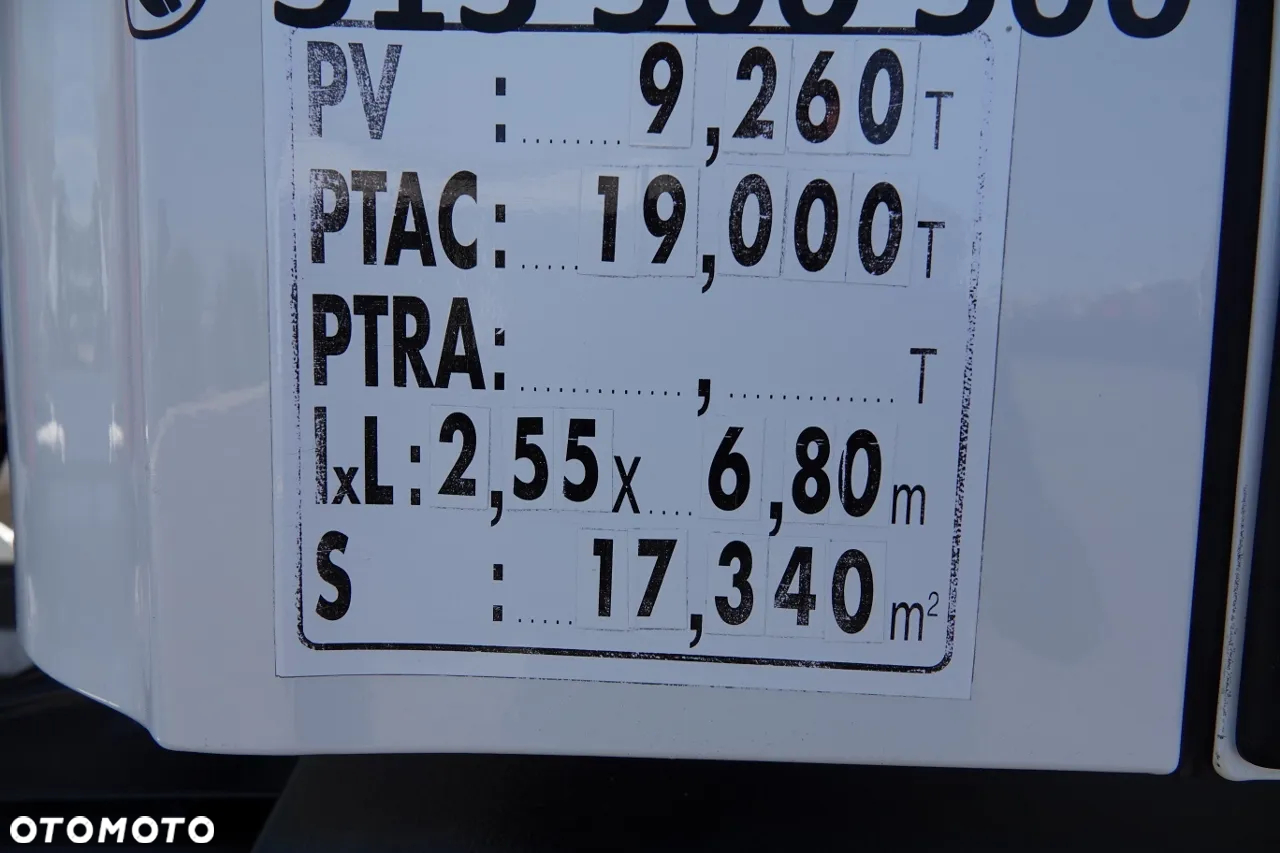 PV : ...... 9,260 T
PTAC : ..... 19,000 T
PTRA : ............ , ............ T
lxL : 2,55 x .... 6,80 m
S : ..... 17,340 m²
OTOMOTO